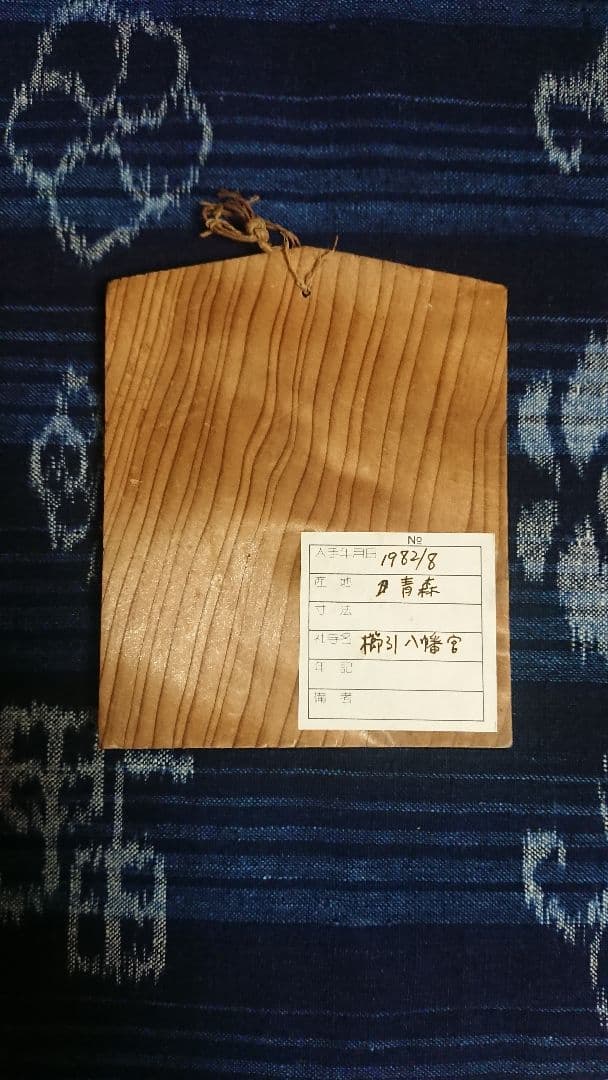 No
入手年月日 1982/8
産地 青森
寸法
社寺名 櫛引八幡宮
年記
備考